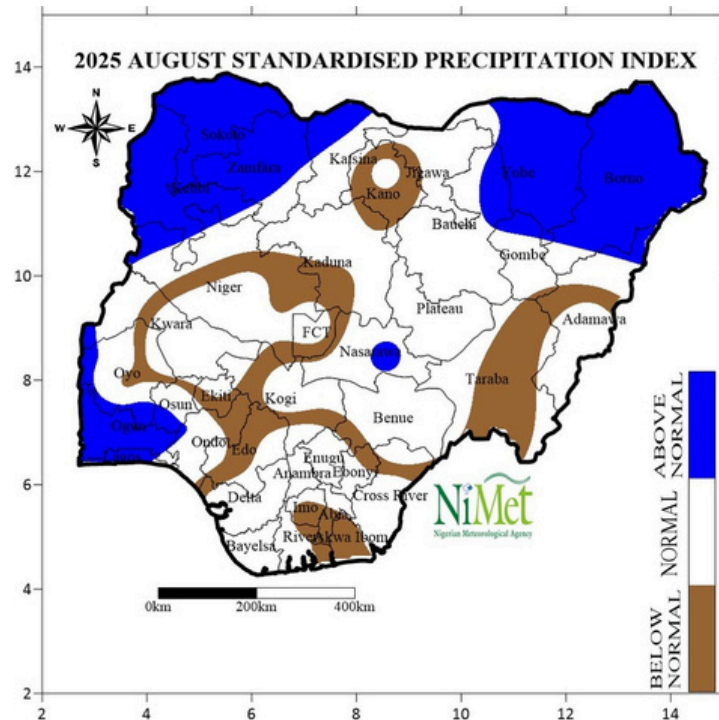 2025 AUGUST STANDARDISED PRECIPITATION INDEX
N
W E
S
14
12
10
8
6
4
2
Sokoto
Zamfara
Kebbi
Katsina
Jigawa
Kano
Yobe
Borno
Bauchi
Gombe
Kaduna
Niger
Kwara
FCT
Plateau
Adamawa
Nasarawa
Oyo
Taraba
Osun
Ekiti
Kogi
Benue
Ogun
Ondo
Edo
Enugu
Anambra
Ebonyi
Cross River
Delta
Imo
Abia
Bayelsa
Rivers
Akwa Ibom
NiMet
Nigerian Meteorological Agency
0km 200km 400km
ABOVE
NORMAL
NORMAL
BELOW
NORMAL
2 4 6 8 10 12 14